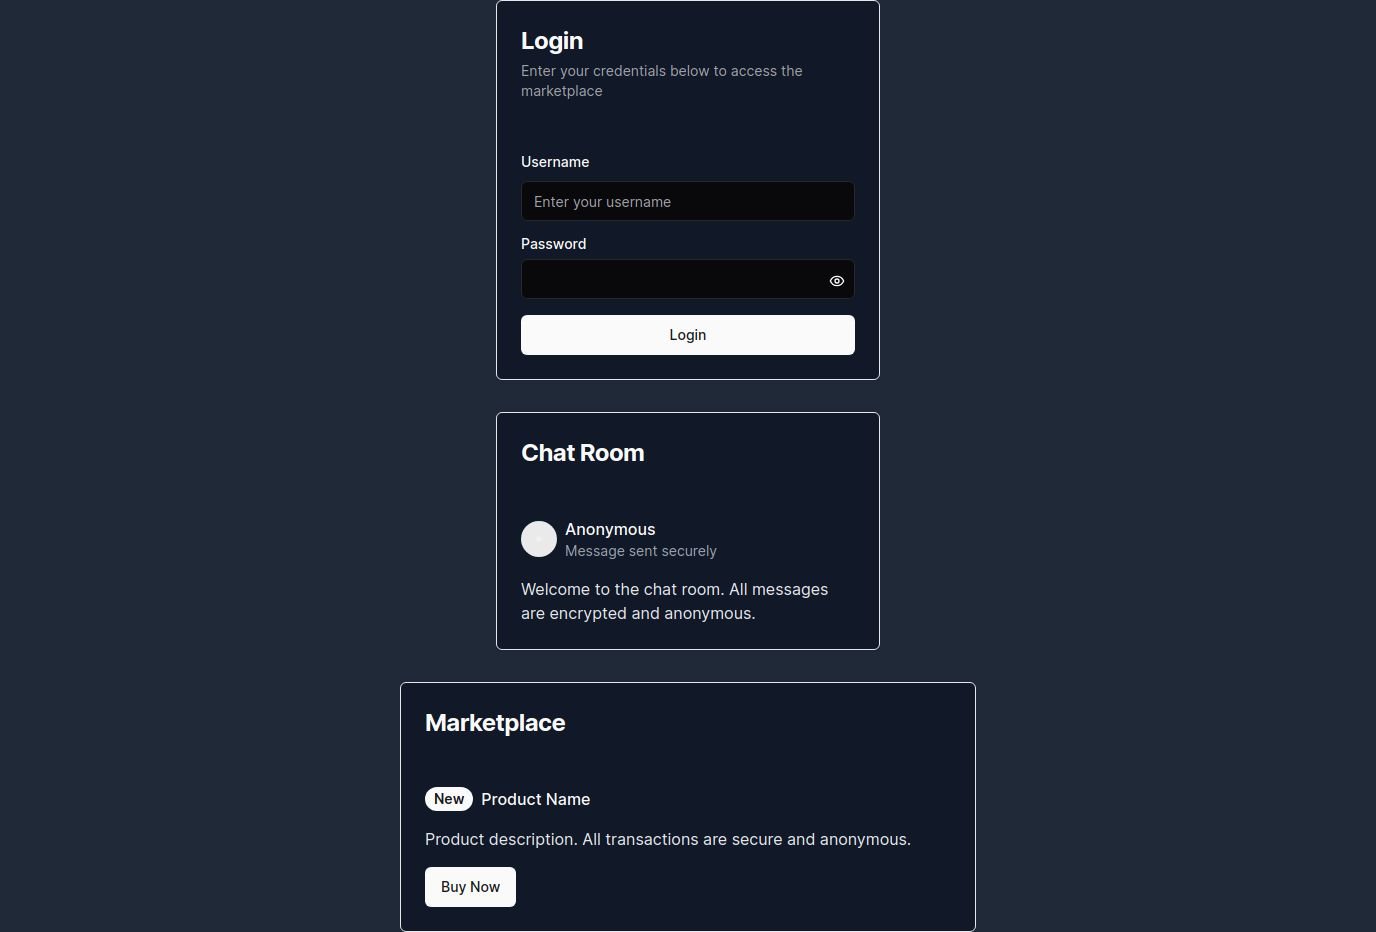 Login
Enter your credentials below to access the
marketplace
Username
Enter your username
Password
Login
Chat Room
Anonymous
Message sent securely
Welcome to the chat room. All messages
are encrypted and anonymous.
Marketplace
New Product Name
Product description. All transactions are secure and anonymous.
Buy Now